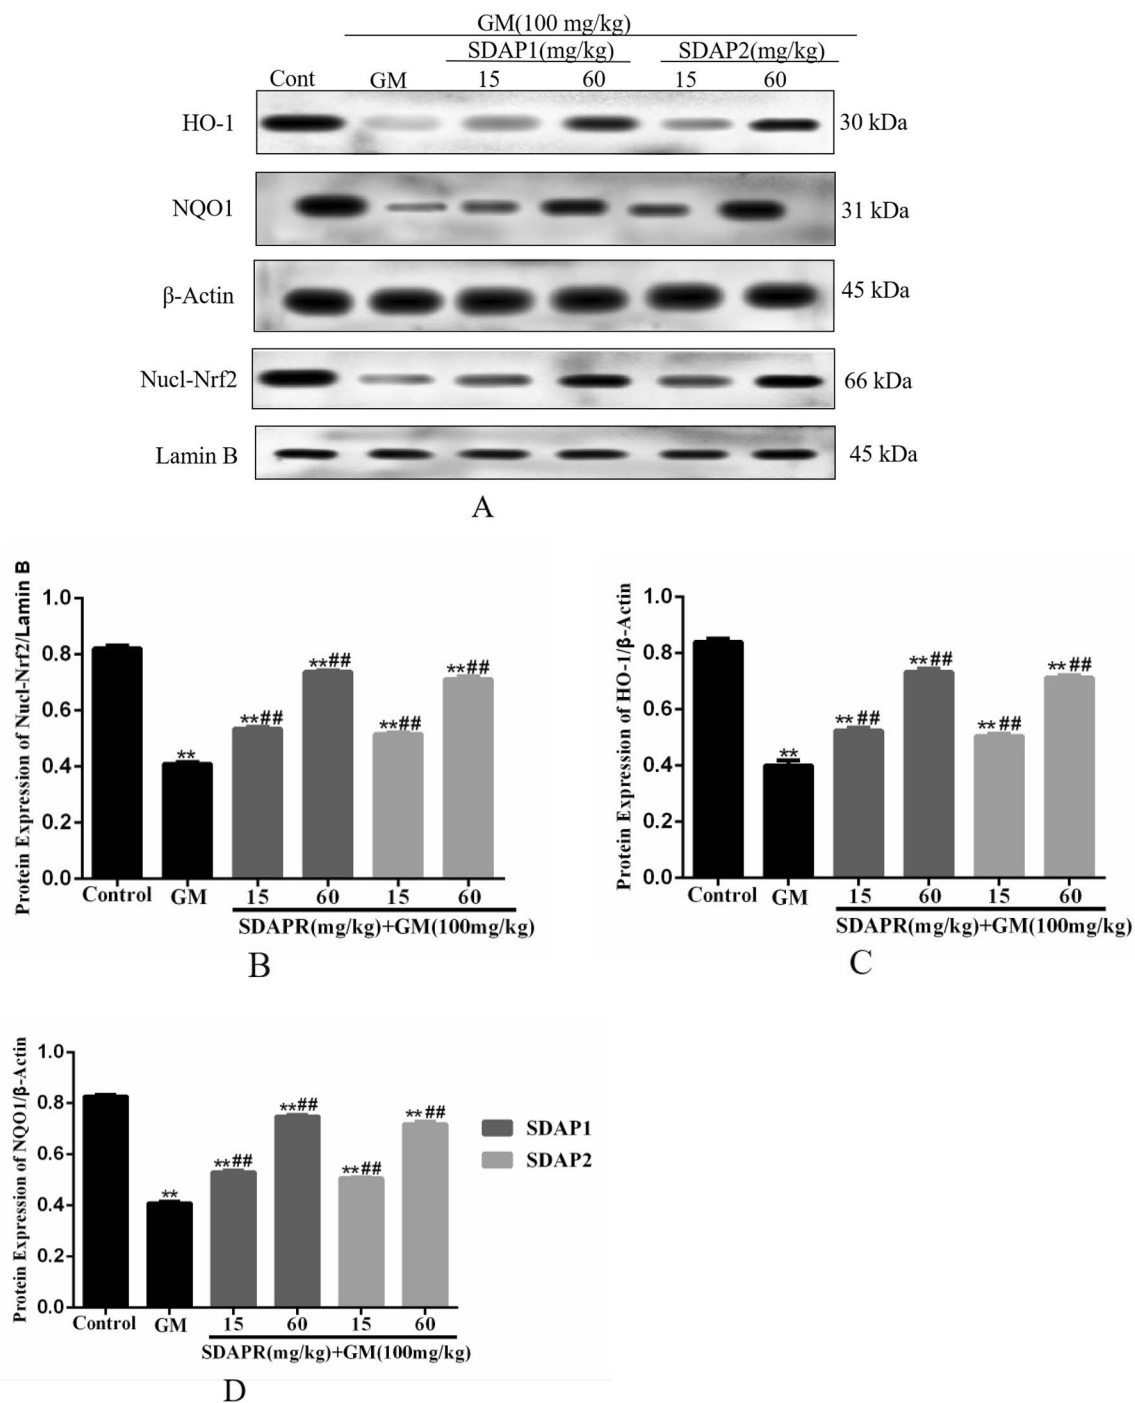 GM(100 mg/kg)
SDAP1(mg/kg) SDAP2(mg/kg)
Cont GM 15 60 15 60
HO-1 30 kDa
NQO1 31 kDa
β-Actin 45 kDa
Nucl-Nrf2 66 kDa
Lamin B 45 kDa
A
Protein Expression of Nucl-Nrf2/Lamin B
1.0
0.8
0.6
0.4
0.2
0.0
**
**##
**##
**##
**##
Control GM 15 60 15 60
SDAPR(mg/kg)+GM(100mg/kg)
B
Protein Expression of HO-1/β-Actin
1.0
0.8
0.6
0.4
0.2
0.0
**
**##
**##
**##
**##
Control GM 15 60 15 60
SDAPR(mg/kg)+GM(100mg/kg)
C
Protein Expression of NQO1/β-Actin
1.0
0.8
0.6
0.4
0.2
0.0
**
**##
**##
**##
**##
Control GM 15 60 15 60
SDAPR(mg/kg)+GM(100mg/kg)
SDAP1
SDAP2
D